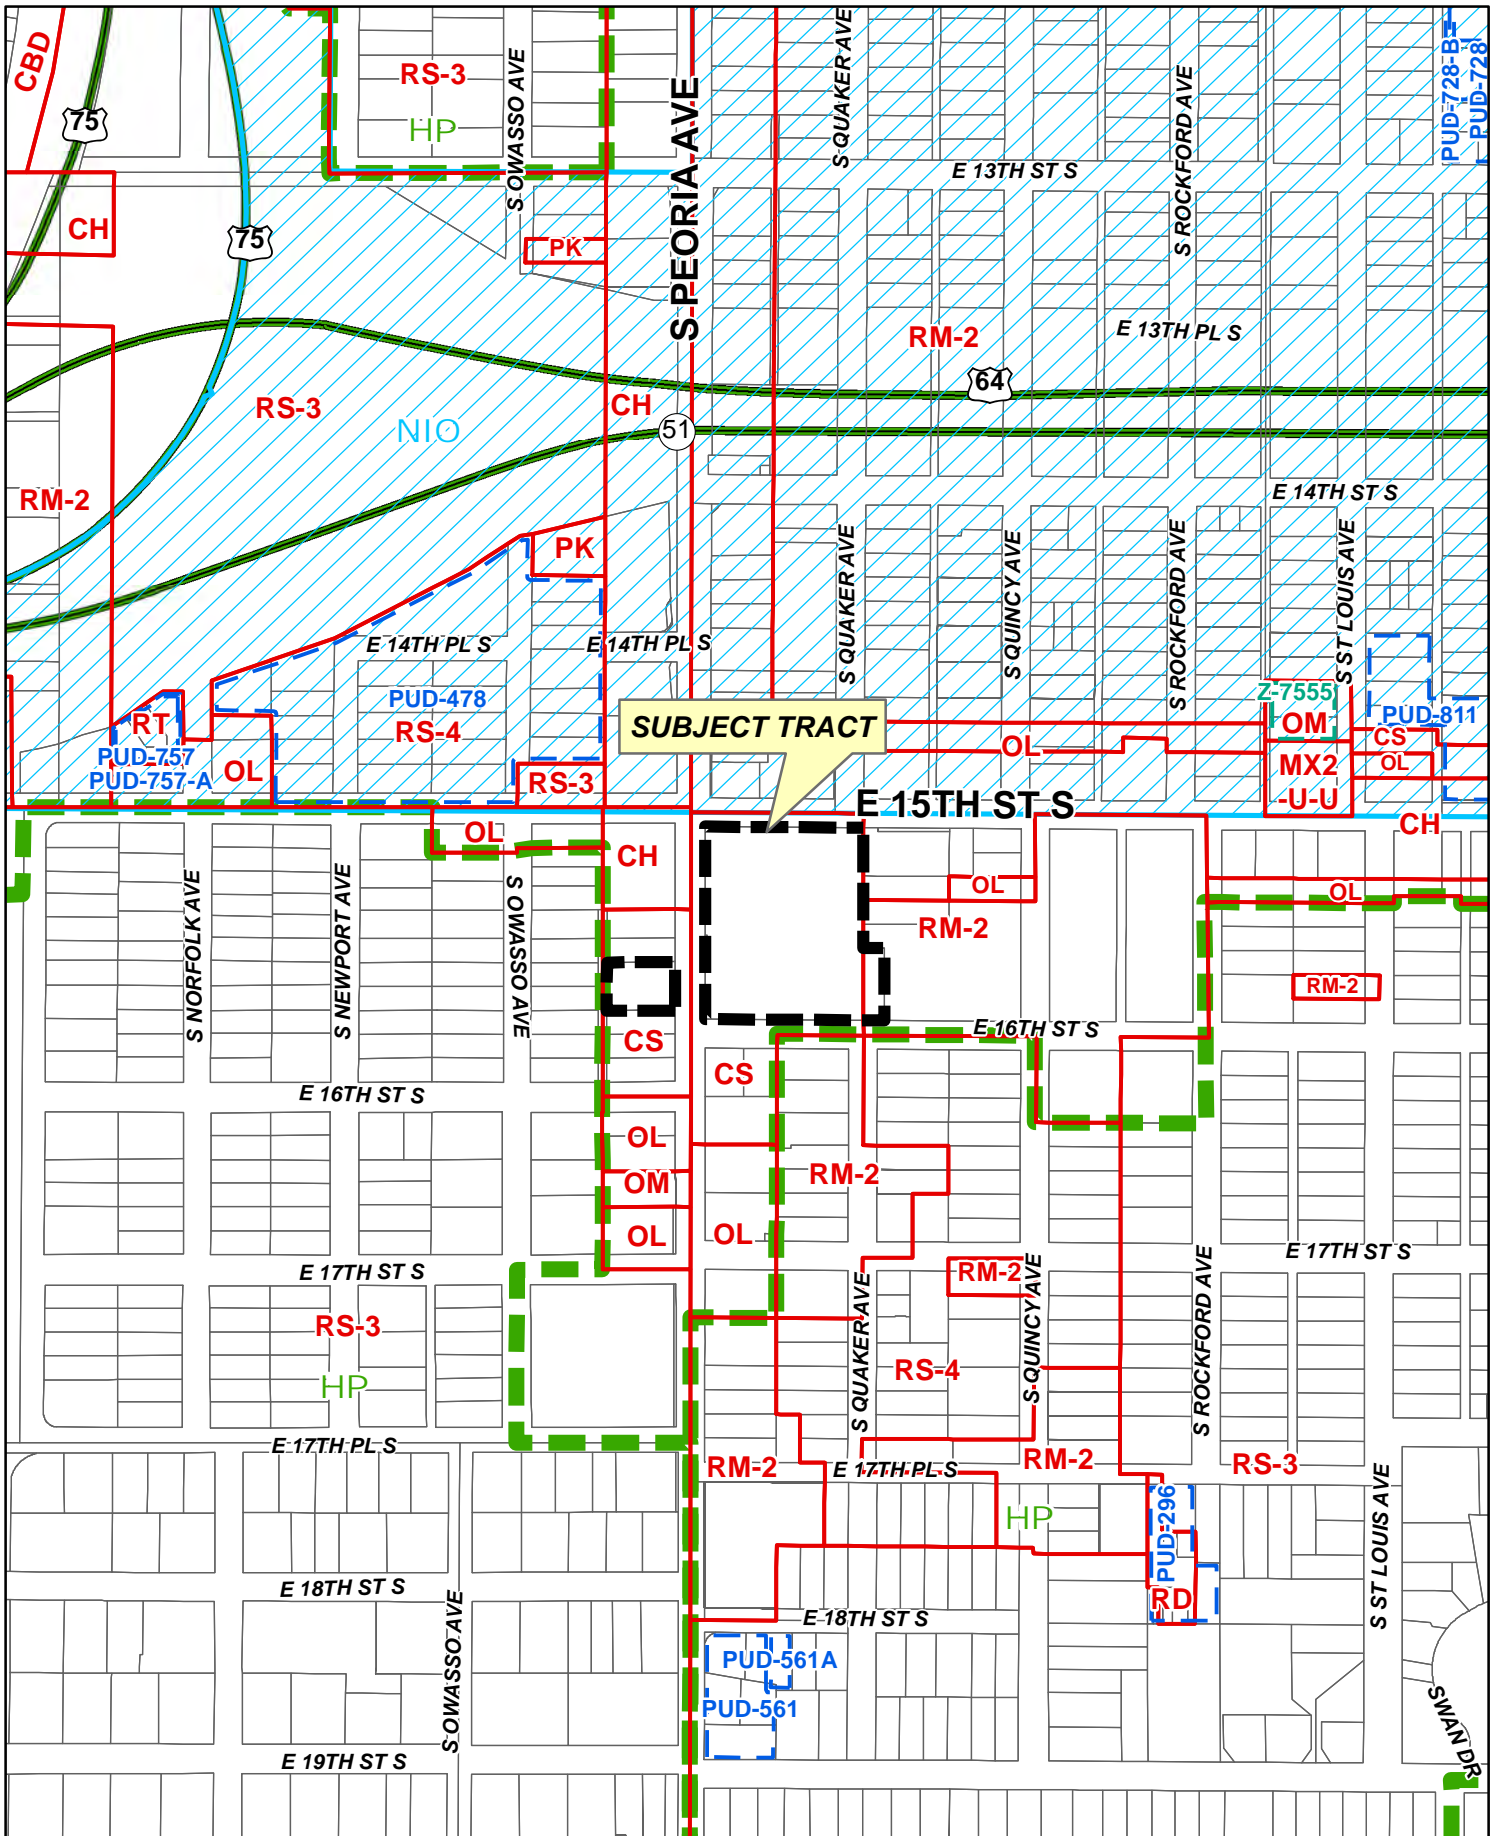 CBD
75
RS-3
HP
S OWASSO AVE
S PEORIA AVE
S QUAKER AVE
S ROCKFORD AVE
PUD-728-B
PUD-728
E 13TH ST S
CH
75
PK
RM-2
E 13TH PL S
64
RS-3
NIO
CH
51
RM-2
E 14TH ST S
PK
S QUAKER AVE
S QUINCY AVE
S ROCKFORD AVE
S ST LOUIS AVE
E 14TH PL S
E 14TH PL S
PUD-478
RS-4
Z-7555
OM
PUD-811
RT
PUD-757
PUD-757-A
OL
SUBJECT TRACT
OL
CS
OL
MX2
-U-U
RS-3
E 15TH ST S
CH
OL
CH
OL
OL
S NORFOLK AVE
S NEWPORT AVE
S OWASSO AVE
RM-2
RM-2
CS
E 16TH ST S
CS
E 16TH ST S
OL
RM-2
OM
OL
OL
E 17TH ST S
E 17TH ST S
RM-2
RS-3
HP
S QUAKER AVE
S QUINCY AVE
S ROCKFORD AVE
RS-4
E 17TH PL S
RM-2
E 17TH PL S
RM-2
RS-3
HP
PUD-296
S ST LOUIS AVE
RD
E 18TH ST S
E 18TH ST S
S OWASSO AVE
PUD-561A
PUD-561
SWAN DR
E 19TH ST S